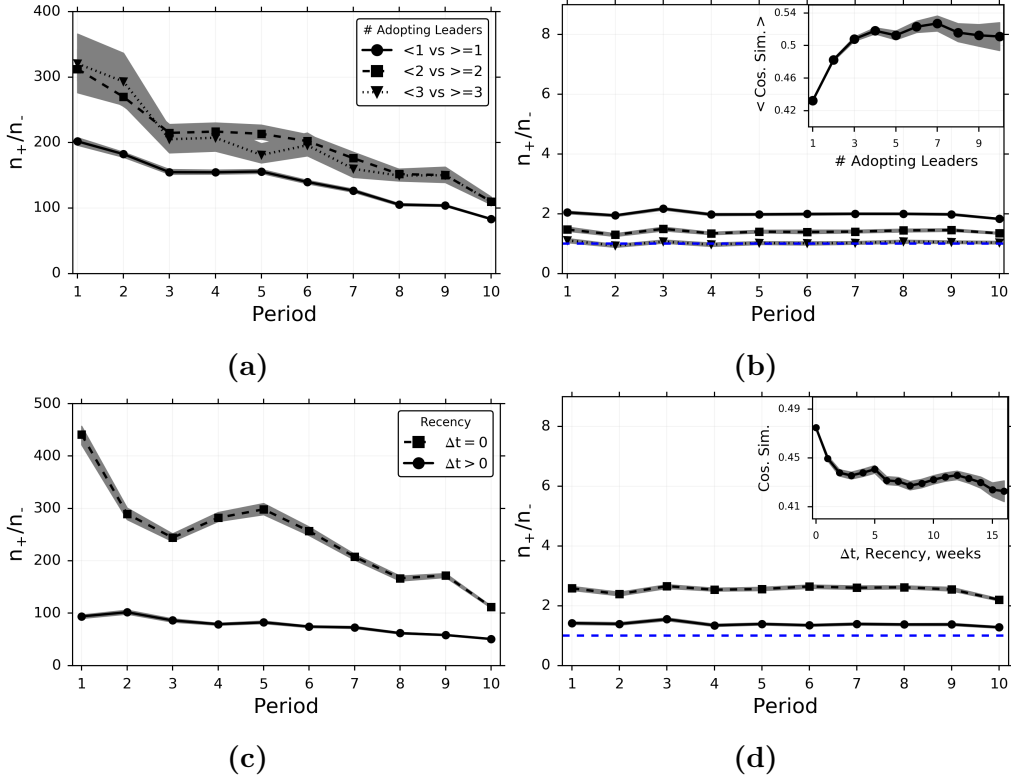 400
300
200
100
0
n+/n-
# Adopting Leaders
<1 vs >=1
<2 vs >=2
<3 vs >=3
1 2 3 4 5 6 7 8 9 10
Period
(a)
8
6
4
2
0
n+/n-
0.54
0.5
0.46
0.42
< Cos. Sim. >
1 3 5 7 9
# Adopting Leaders
1 2 3 4 5 6 7 8 9 10
Period
(b)
500
400
300
200
100
0
n+/n-
Recency
Δt = 0
Δt > 0
1 2 3 4 5 6 7 8 9 10
Period
(c)
8
6
4
2
0
n+/n-
0.49
0.45
0.41
Cos. Sim.
0 5 10 15
Δt, Recency, weeks
1 2 3 4 5 6 7 8 9 10
Period
(d)